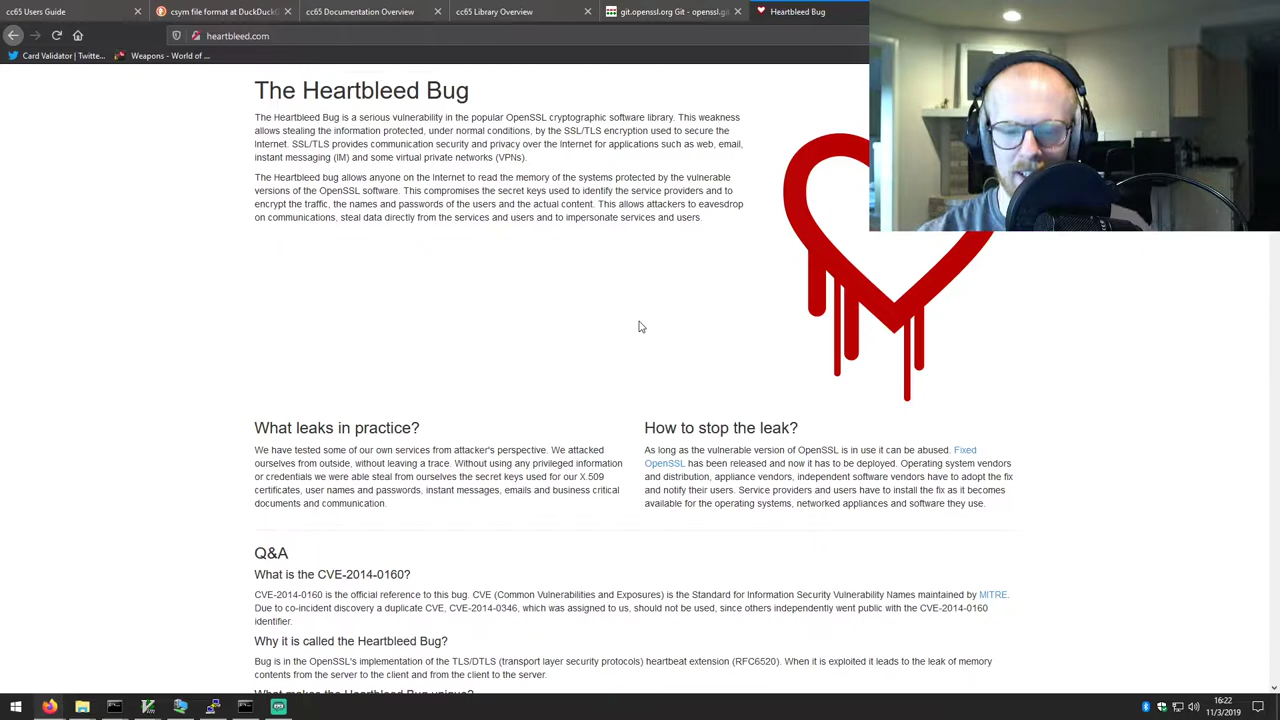 cc65 Users Guide
csym file format at DuckDuck
cc65 Documentation Overview
cc65 Library Overview
git.openssl.org Git - openssl.gi
Heartbleed Bug
heartbleed.com
Card Validator | Twitte...
Weapons - World of ...
The Heartbleed Bug
The Heartbleed Bug is a serious vulnerability in the popular OpenSSL cryptographic software library. This weakness
allows stealing the information protected, under normal conditions, by the SSL/TLS encryption used to secure the
Internet. SSL/TLS provides communication security and privacy over the Internet for applications such as web, email,
instant messaging (IM) and some virtual private networks (VPNs).
The Heartbleed bug allows anyone on the Internet to read the memory of the systems protected by the vulnerable
versions of the OpenSSL software. This compromises the secret keys used to identify the service providers and to
encrypt the traffic, the names and passwords of the users and the actual content. This allows attackers to eavesdrop
on communications, steal data directly from the services and users and to impersonate services and users.
What leaks in practice?
We have tested some of our own services from attacker's perspective. We attacked
ourselves from outside, without leaving a trace. Without using any privileged information
or credentials we were able steal from ourselves the secret keys used for our X.509
certificates, user names and passwords, instant messages, emails and business critical
documents and communication.
How to stop the leak?
As long as the vulnerable version of OpenSSL is in use it can be abused. Fixed
OpenSSL has been released and now it has to be deployed. Operating system vendors
and distribution, appliance vendors, independent software vendors have to adopt the fix
and notify their users. Service providers and users have to install the fix as it becomes
available for the operating systems, networked appliances and software they use.
Q&A
What is the CVE-2014-0160?
CVE-2014-0160 is the official reference to this bug. CVE (Common Vulnerabilities and Exposures) is the Standard for Information Security Vulnerability Names maintained by MITRE.
Due to co-incident discovery a duplicate CVE, CVE-2014-0346, which was assigned to us, should not be used, since others independently went public with the CVE-2014-0160
identifier.
Why it is called the Heartbleed Bug?
Bug is in the OpenSSL's implementation of the TLS/DTLS (transport layer security protocols) heartbeat extension (RFC6520). When it is exploited it leads to the leak of memory
contents from the server to the client and from the client to the server.
What makes the Heartbleed Bug unique?
16:22
11/3/2019